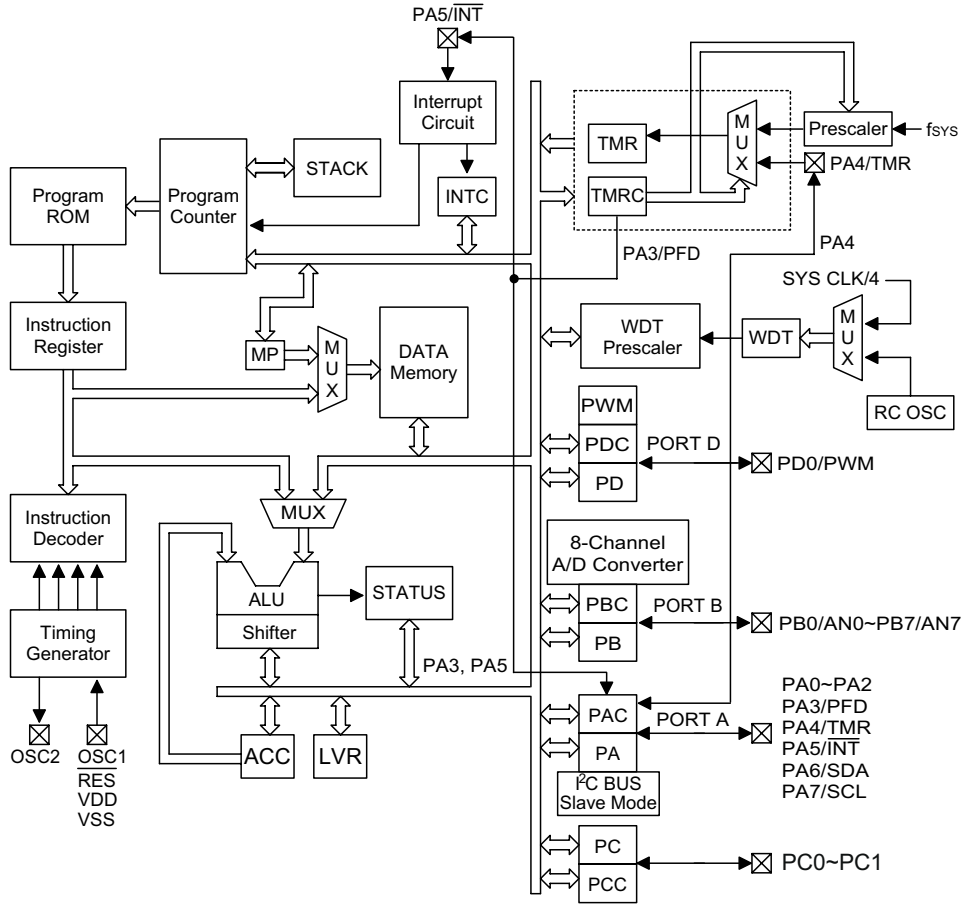 PA5/INT
Interrupt
Circuit
STACK
Program
ROM
Program
Counter
INTC
TMR
TMRC
M
U
X
Prescaler
fSYS
PA4/TMR
PA3/PFD
PA4
SYS CLK/4
Instruction
Register
MP
M
U
X
DATA
Memory
WDT
Prescaler
WDT
M
U
X
RC OSC
PWM
PDC
PD
PORT D
PD0/PWM
Instruction
Decoder
MUX
8-Channel
A/D Converter
ALU
Shifter
STATUS
PBC
PB
PORT B
PB0/AN0~PB7/AN7
Timing
Generator
PA3, PA5
PAC
PA
PORT A
PA0~PA2
PA3/PFD
PA4/TMR
PA5/INT
PA6/SDA
PA7/SCL
I2C BUS
Slave Mode
OSC2
OSC1
RES
VDD
VSS
ACC
LVR
PC
PCC
PC0~PC1